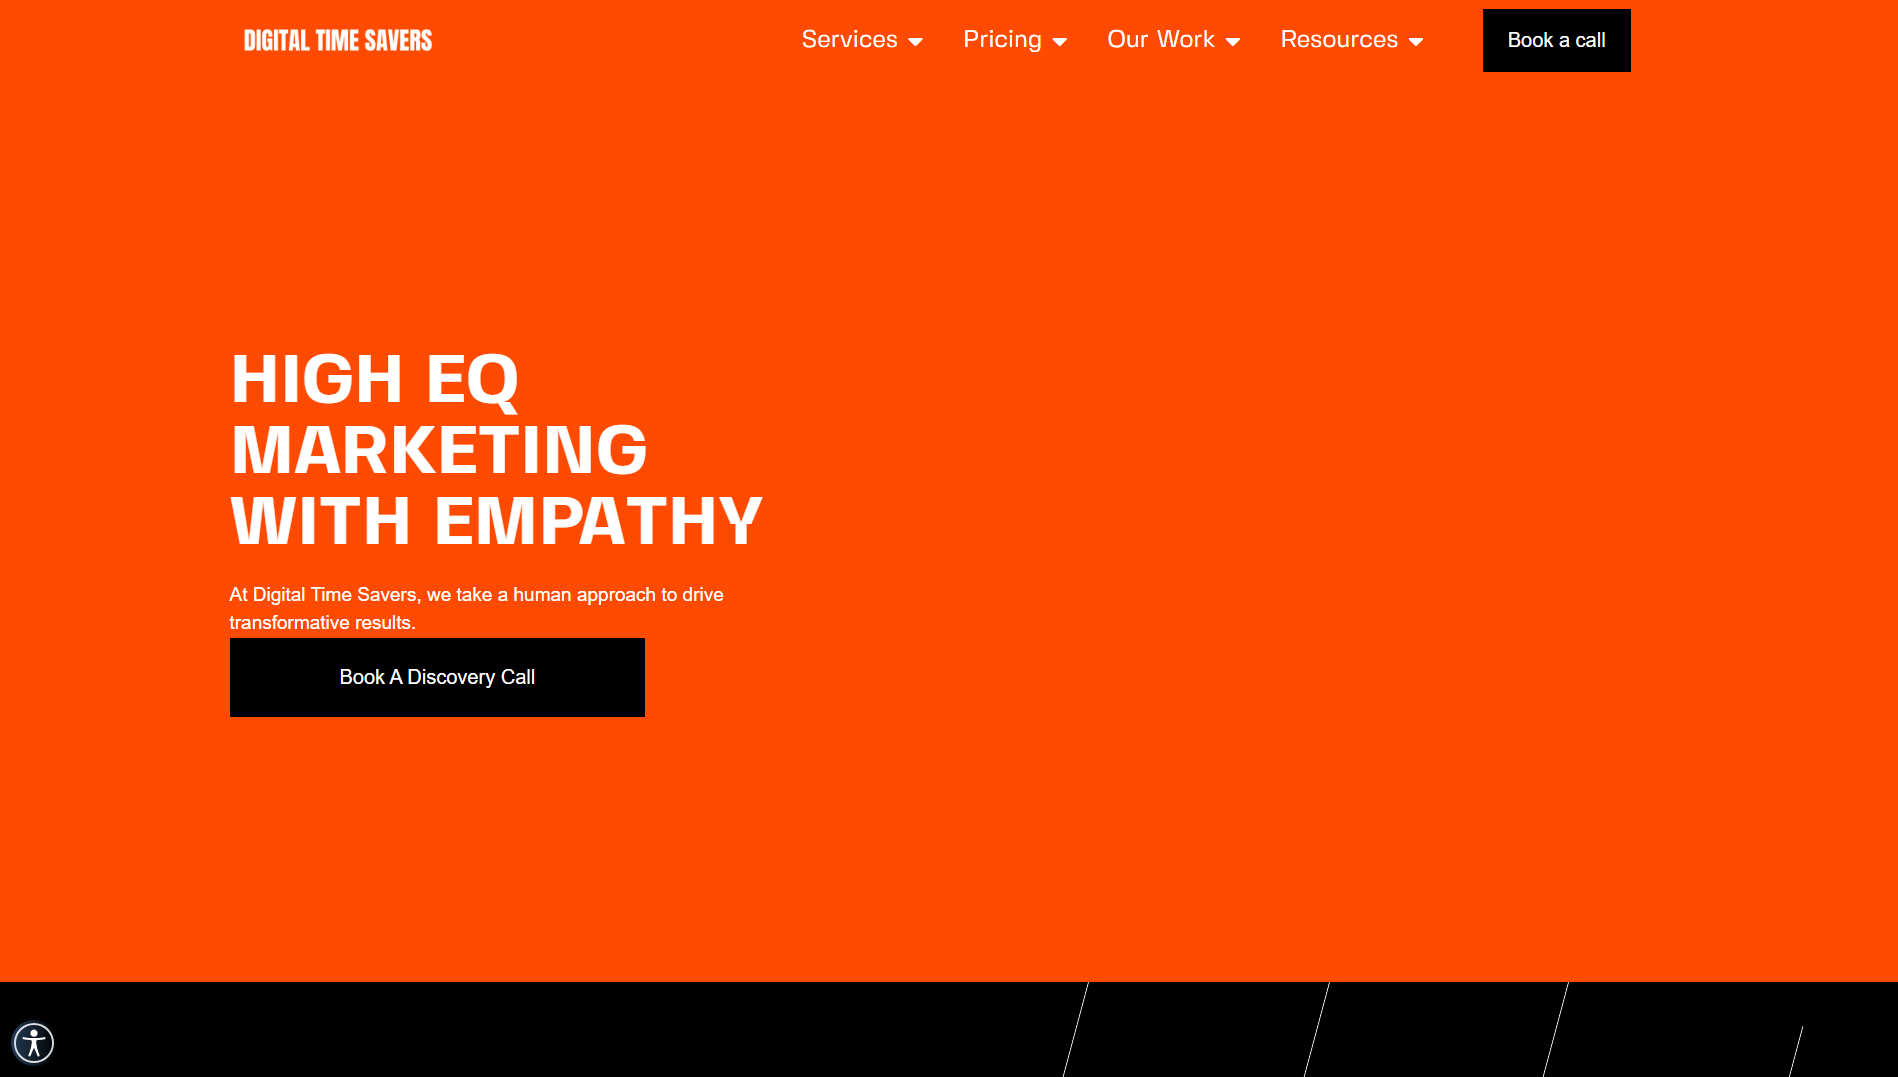 DIGITAL TIME SAVERS
Services
Pricing
Our Work
Resources
Book a call
HIGH EQ
MARKETING
WITH EMPATHY
At Digital Time Savers, we take a human approach to drive
transformative results.
Book A Discovery Call